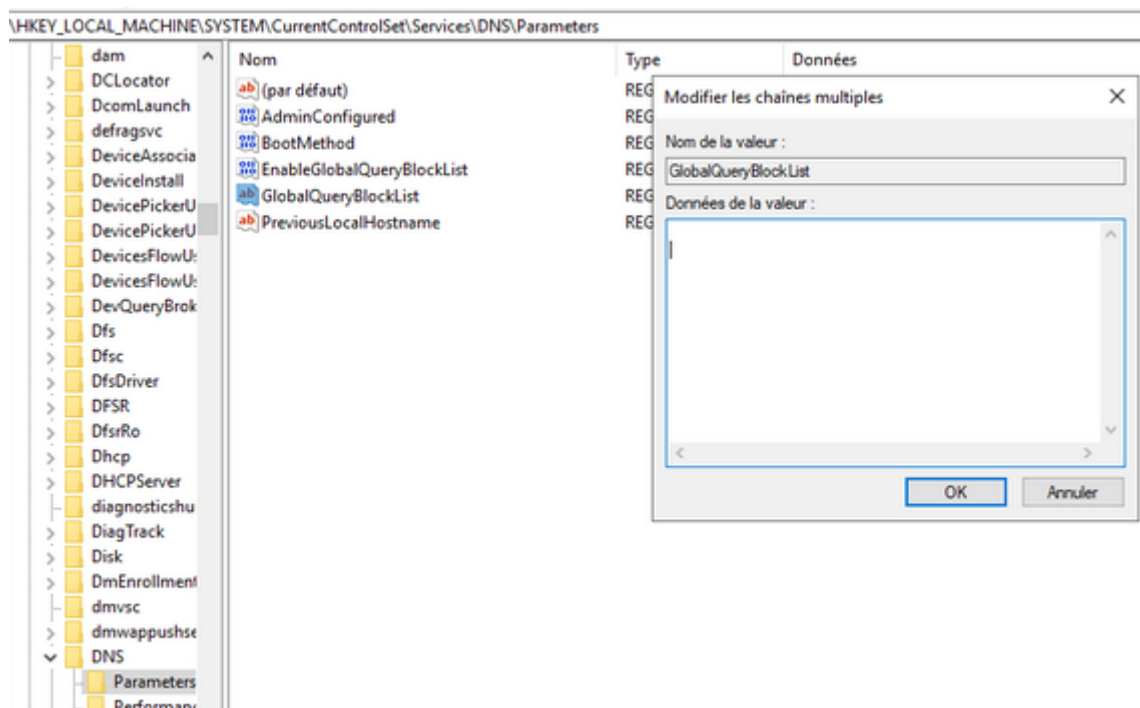 \HKEY_LOCAL_MACHINE\SYSTEM\CurrentControlSet\Services\DNS\Parameters
dam
DCLocator
DcomLaunch
defragsvc
DeviceAssocia
DeviceInstall
DevicePickerU
DevicePickerU
DevicesFlowU
DevicesFlowU
DevQueryBrok
Dfs
Dfsc
DfsDriver
DFSR
DfsrRo
Dhcp
DHCPServer
diagnosticshu
DiagTrack
Disk
DmEnrollment
dmvsc
dmwappushse
DNS
Parameters
Nom
Type
Données
(par défaut)
REG
AdminConfigured
REG
BootMethod
REG
EnableGlobalQueryBlockList
REG
GlobalQueryBlockList
REG
PreviousLocalHostname
REG
Modifier les chaînes multiples
Nom de la valeur :
GlobalQueryBlockList
Données de la valeur :
OK
Annuler